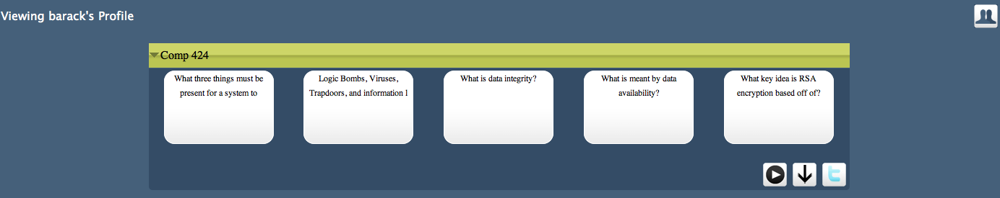 Viewing barack's Profile
Comp 424
What three things must be
present for a system to
Logic Bombs, Viruses,
Trapdoors, and information l
What is data integrity?
What is meant by data
availability?
What key idea is RSA
encryption based off of?